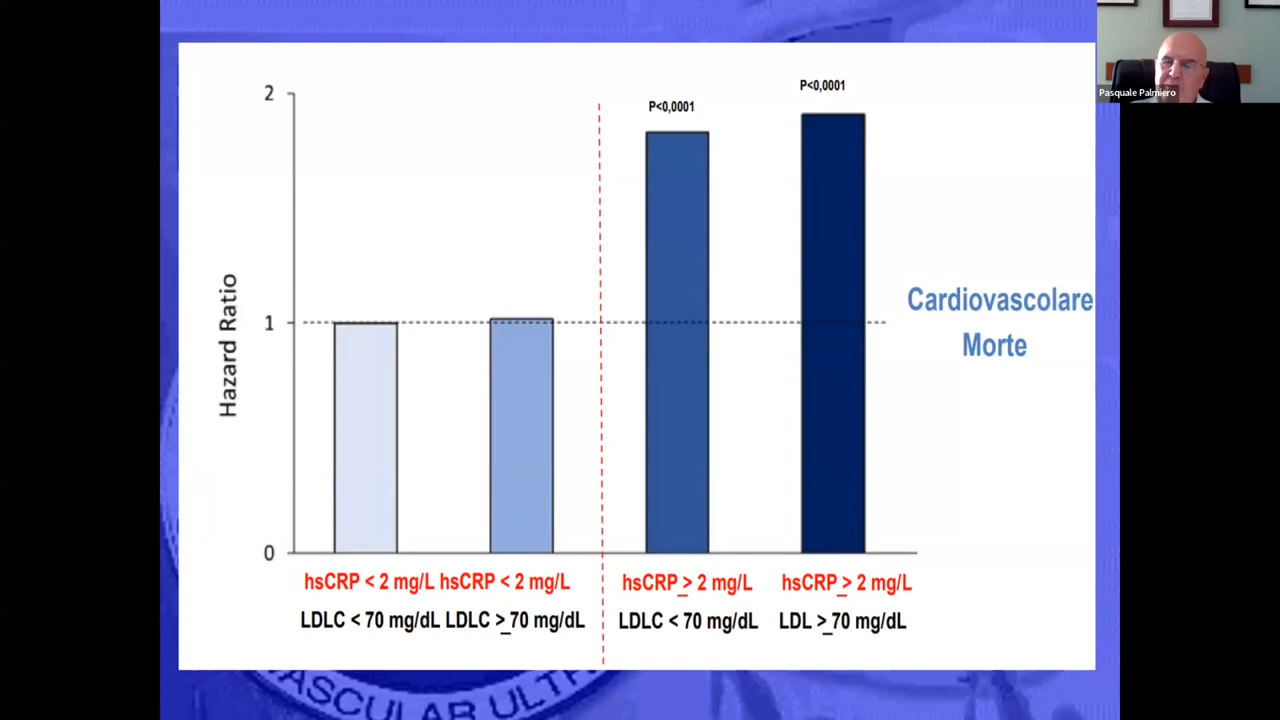 P<0,0001
P<0,0001
Pasquale Palmiero
2
1
0
Hazard Ratio
Cardiovascolare
Morte
hsCRP < 2 mg/L hsCRP < 2 mg/L hsCRP ≥ 2 mg/L hsCRP ≥ 2 mg/L
LDLC < 70 mg/dL LDLC ≥ 70 mg/dL LDLC < 70 mg/dL LDL ≥ 70 mg/dL
ASCULAR ULTR